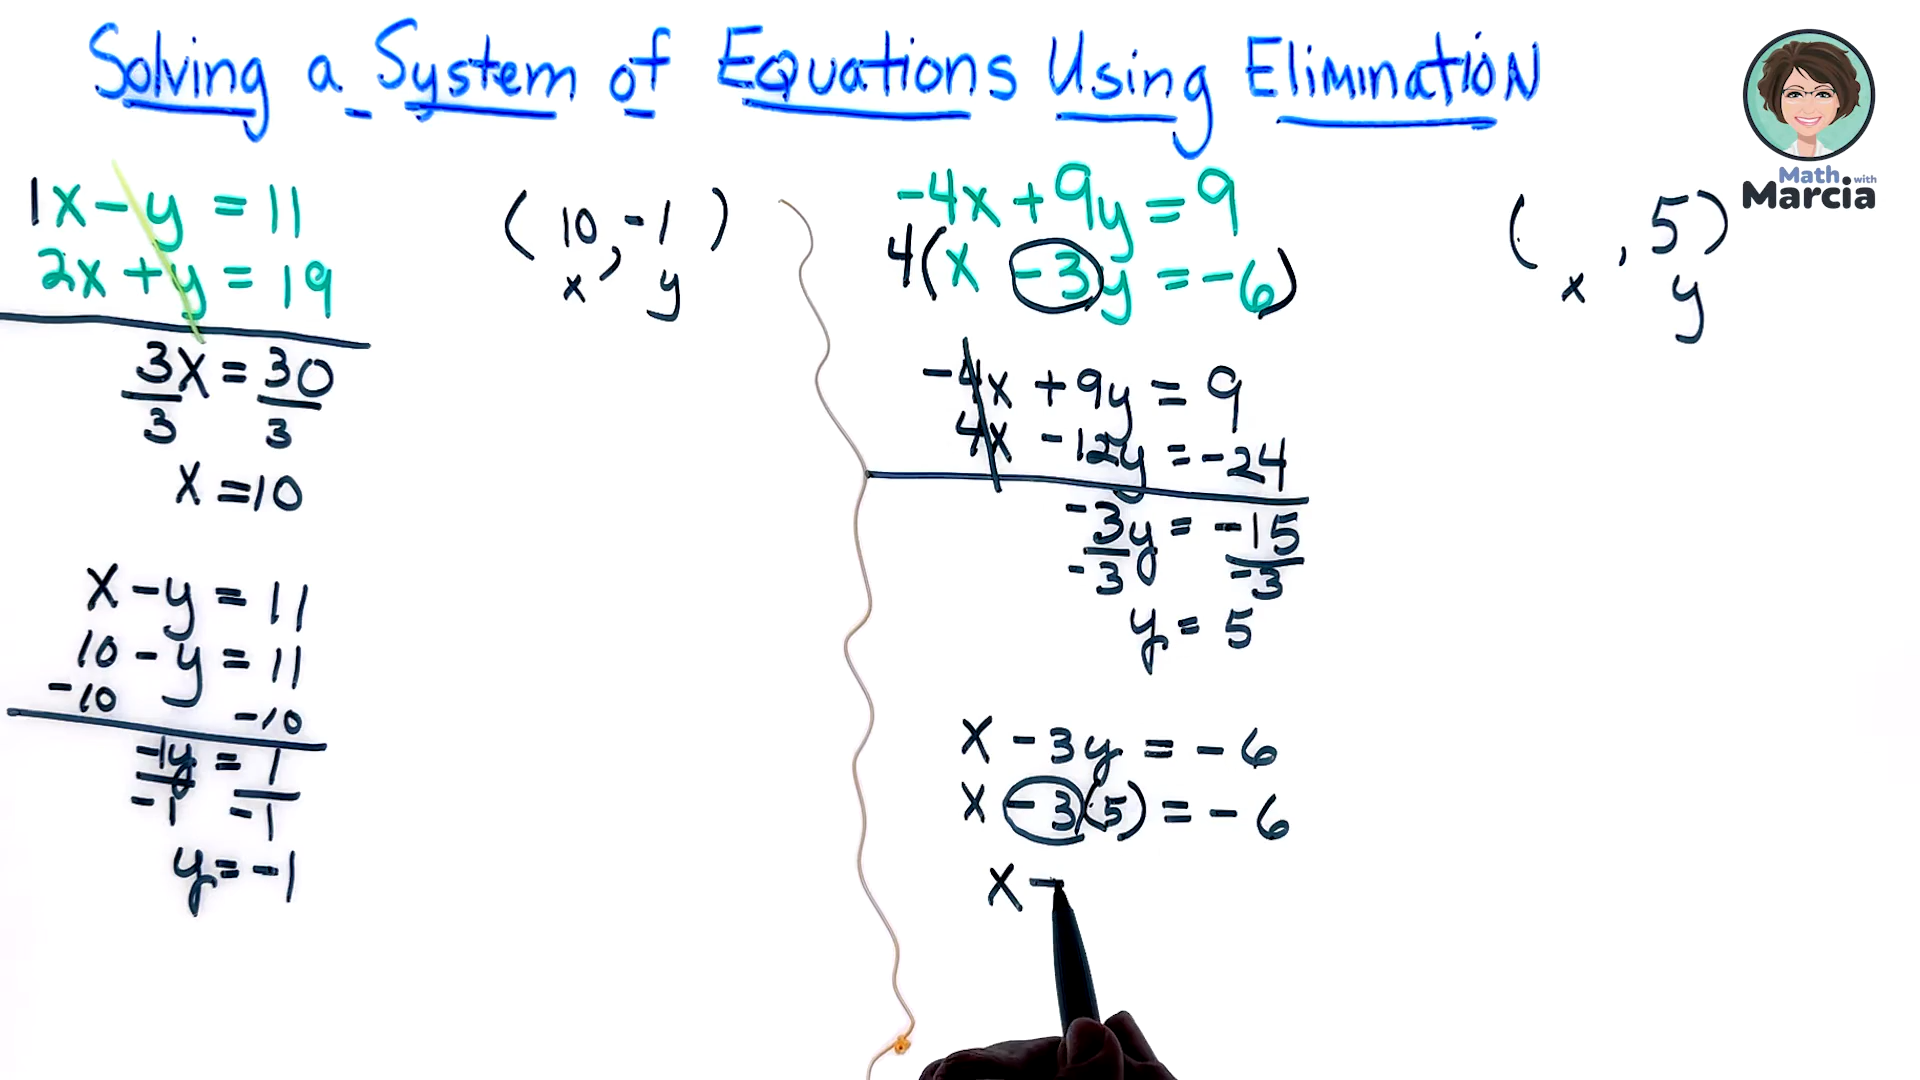 Solving a System of Equations Using Elimination
Math with
Marcia
1x - y = 11
2x + y = 19
3x = 30
3 3
x = 10
x - y = 11
10 - y = 11
-10 -10
-1y = 1
-1 -1
y = -1
(10, -1)
x y
-4x + 9y = 9
4(x - 3y = -6)
-4x + 9y = 9
4x - 12y = -24
-3y = -15
-3 -3
y = 5
x - 3y = -6
x - 3(5) = -6
x -
( , 5)
x y